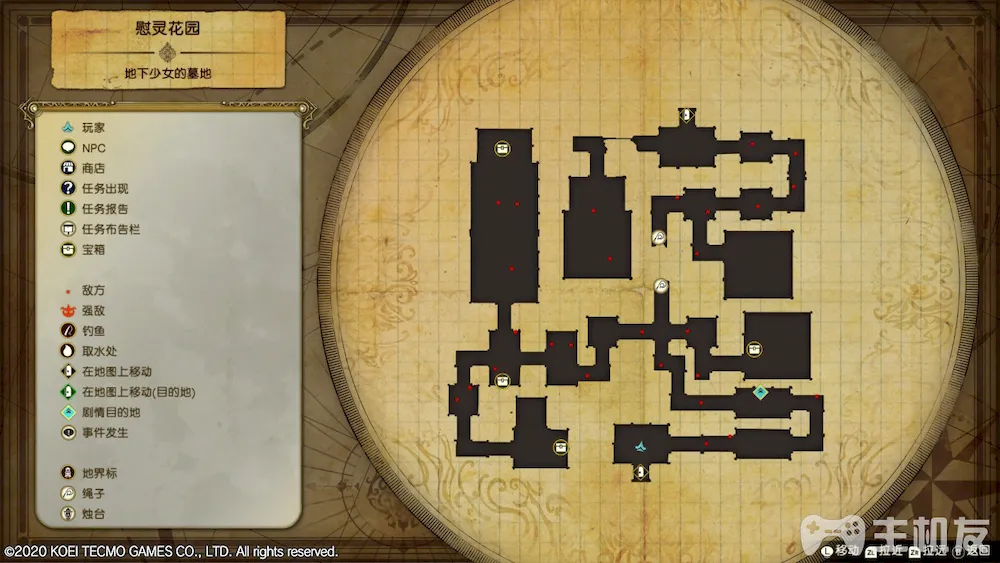 慰灵花园
地下少女的墓地
玩家
NPC
商店
任务出现
任务报告
任务布告栏
宝箱
敌方
强敌
钓鱼
取水处
在地图上移动
在地图上移动(目的地)
剧情目的地
事件发生
地界标
绳子
烛台
主机友
L 移动 ZL 拉近 ZR 拉远 B 返回
©2020 KOEI TECMO GAMES CO., LTD. All rights reserved.